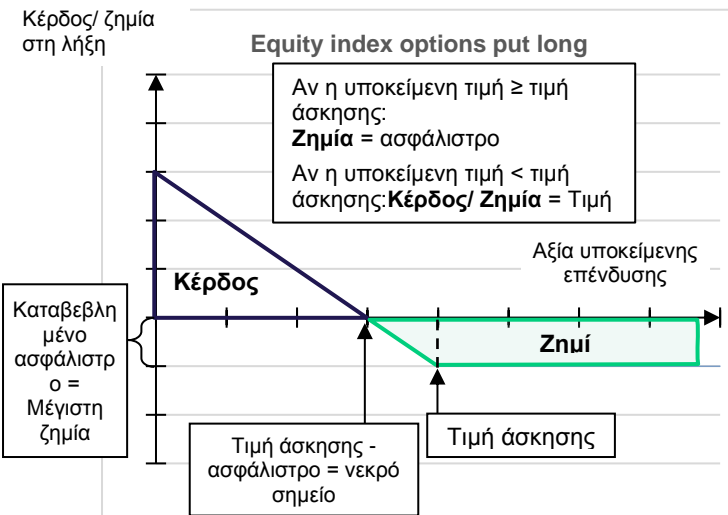 Κέρδος/ ζημία
στη λήξη
Equity index options put long
Αν η υποκείμενη τιμή ≥ τιμή
άσκησης:
Ζημία = ασφάλιστρο
Αν η υποκείμενη τιμή < τιμή
άσκησης:Κέρδος/ Ζημία = Τιμή
Αξία υποκείμενης
επένδυσης
Κέρδος
Καταβεβλη
μένο
ασφάλιστρ
ο =
Μέγιστη
ζημία
Ζημί
Τιμή άσκησης -
ασφάλιστρο = νεκρό
σημείο
Τιμή άσκησης